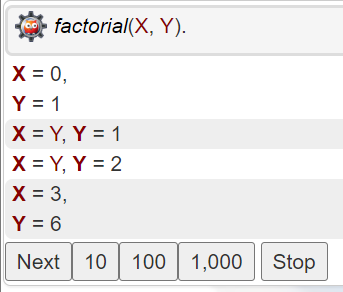 factorial(X, Y).
X = 0,
Y = 1
X = Y, Y = 1
X = Y, Y = 2
X = 3,
Y = 6
Next 10 100 1,000 Stop